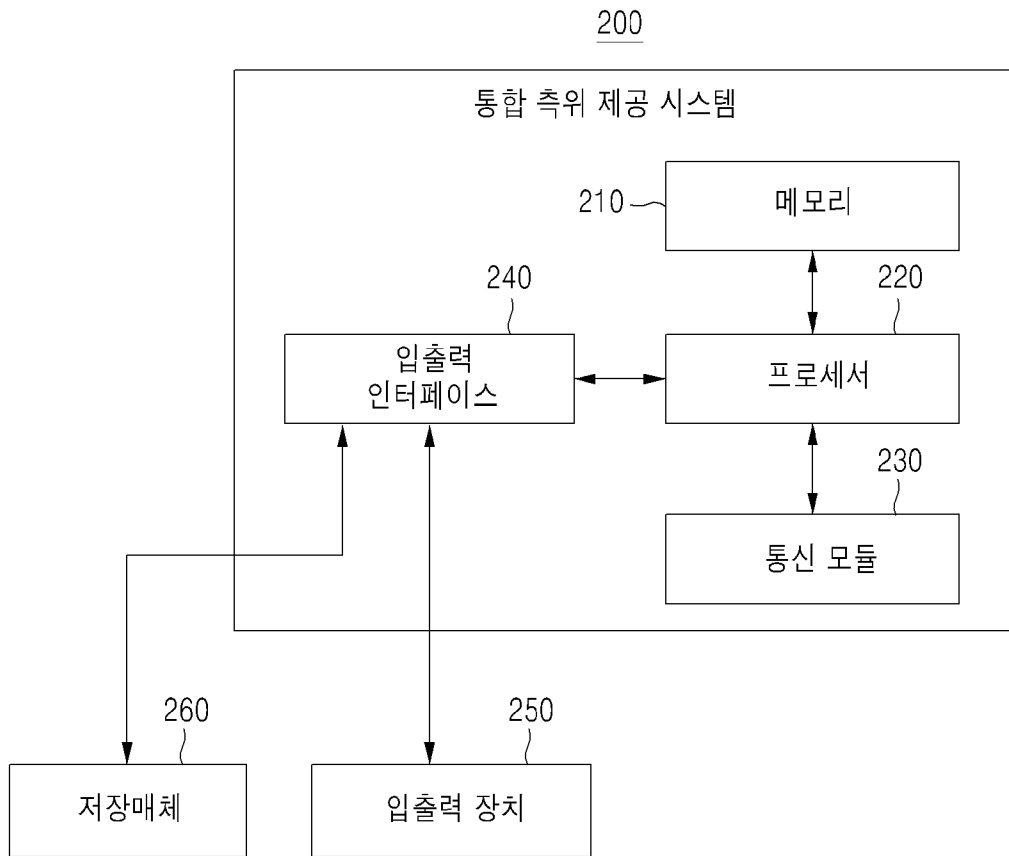 200
통합 측위 제공 시스템
210
메모리
240
220
입출력
인터페이스
프로세서
230
통신 모듈
260
250
저장매체
입출력 장치